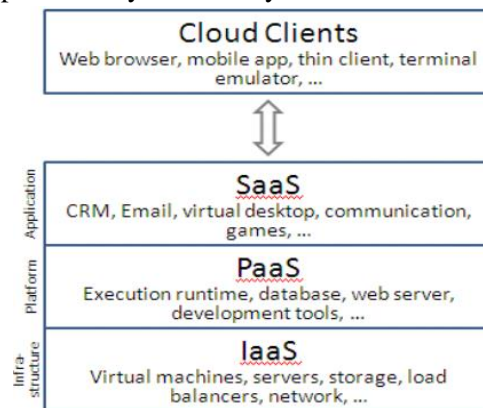 Cloud Clients
Web browser, mobile app, thin client, terminal
emulator, ...
Application
SaaS
CRM, Email, virtual desktop, communication,
games, ...
Platform
PaaS
Execution runtime, database, web server,
development tools, ...
Infra-
structure
IaaS
Virtual machines, servers, storage, load
balancers, network, ...